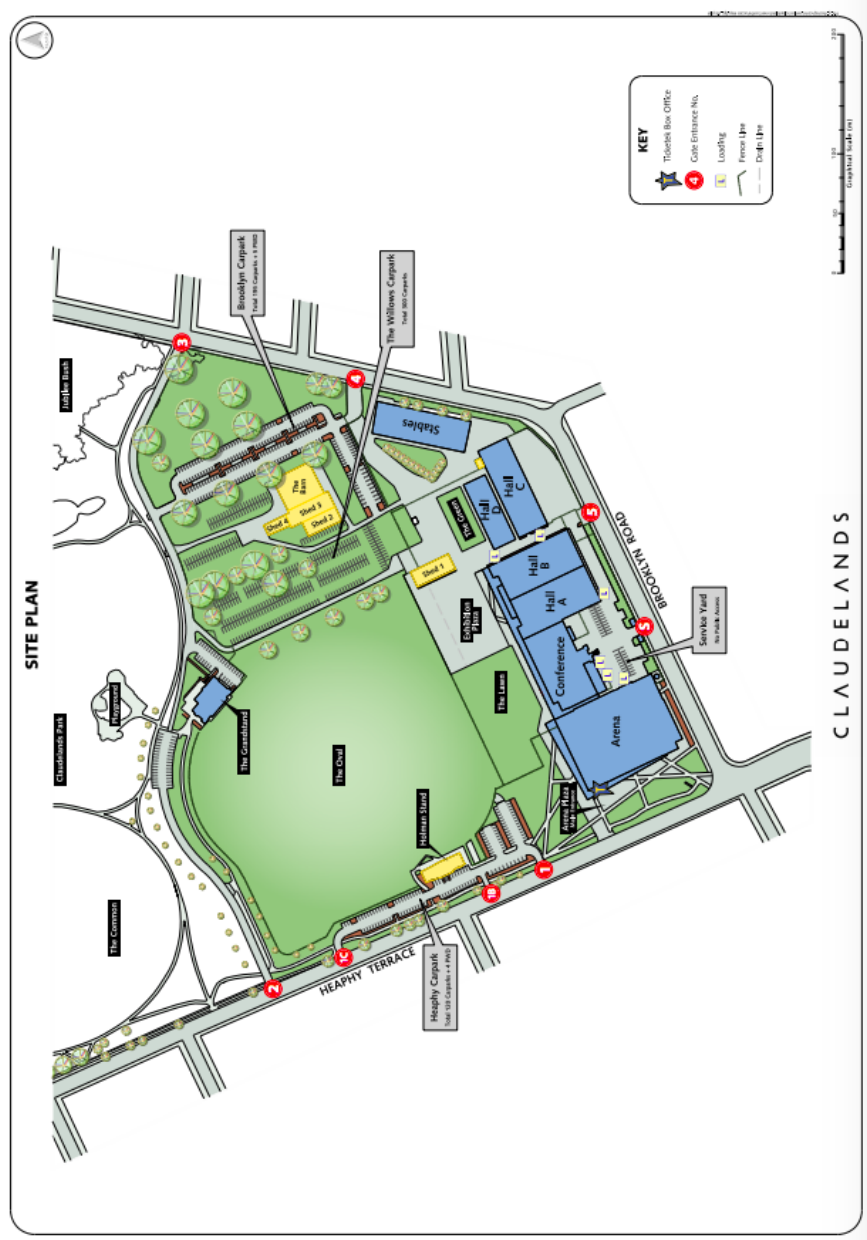 SITE PLAN
KEY
Ticketek Box Office
4
Gate Entrance No.
L
Loading
Fence Line
Drain Line
200
100
50
0
Graphical Scale (m)
Jubilee Bush
Claudelands Park
Playground
The Common
3
Brooklyn Carpark
4
The Willows Carpark
Stables
The Barn
Shed 4
Shed 3
Shed 2
Shed 1
The Green
Hall
D
Hall
C
Hall
B
Hall
A
L
L
L
L
L
L
Conference
Arena
Exhibition
Plaza
The Lawn
The Oval
The Grandstand
Holman Stand
Arena Plaza
Main Entrance
5
S
BROOKLYN ROAD
Service Yard
No Public Access
1
1B
1C
2
HEAPHY TERRACE
Heaphy Carpark
CLAUDELANDS